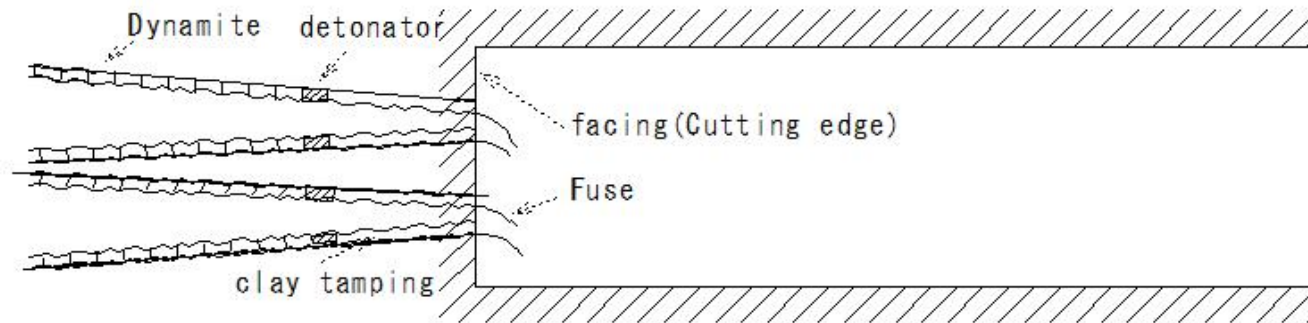 Dynamite
detonator
facing(Cutting edge)
Fuse
clay tamping